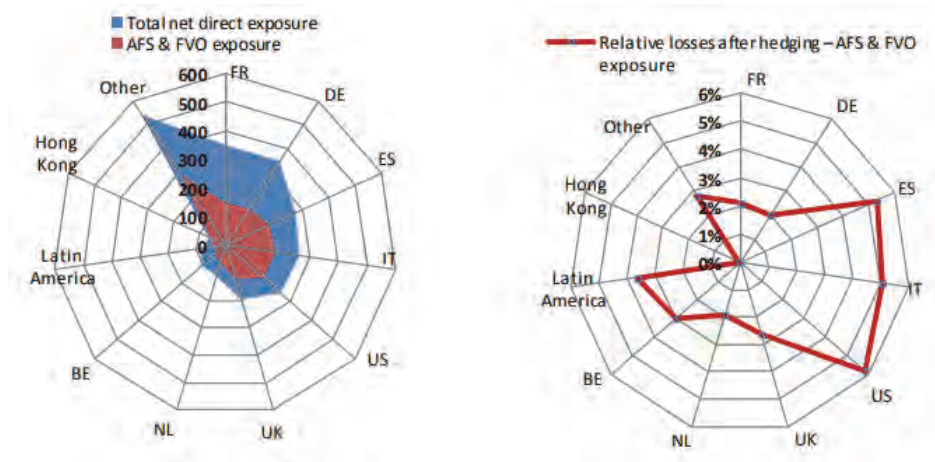 Total net direct exposure
AFS & FVO exposure
FR
DE
ES
IT
US
UK
NL
BE
Latin
America
Hong
Kong
Other
600
500
400
300
200
100
0
Relative losses after hedging – AFS &
FVO
exposure
FR
DE
ES
IT
US
UK
NL
BE
Latin
America
Hong
Kong
Other
6%
5%
4%
3%
2%
1%
0%